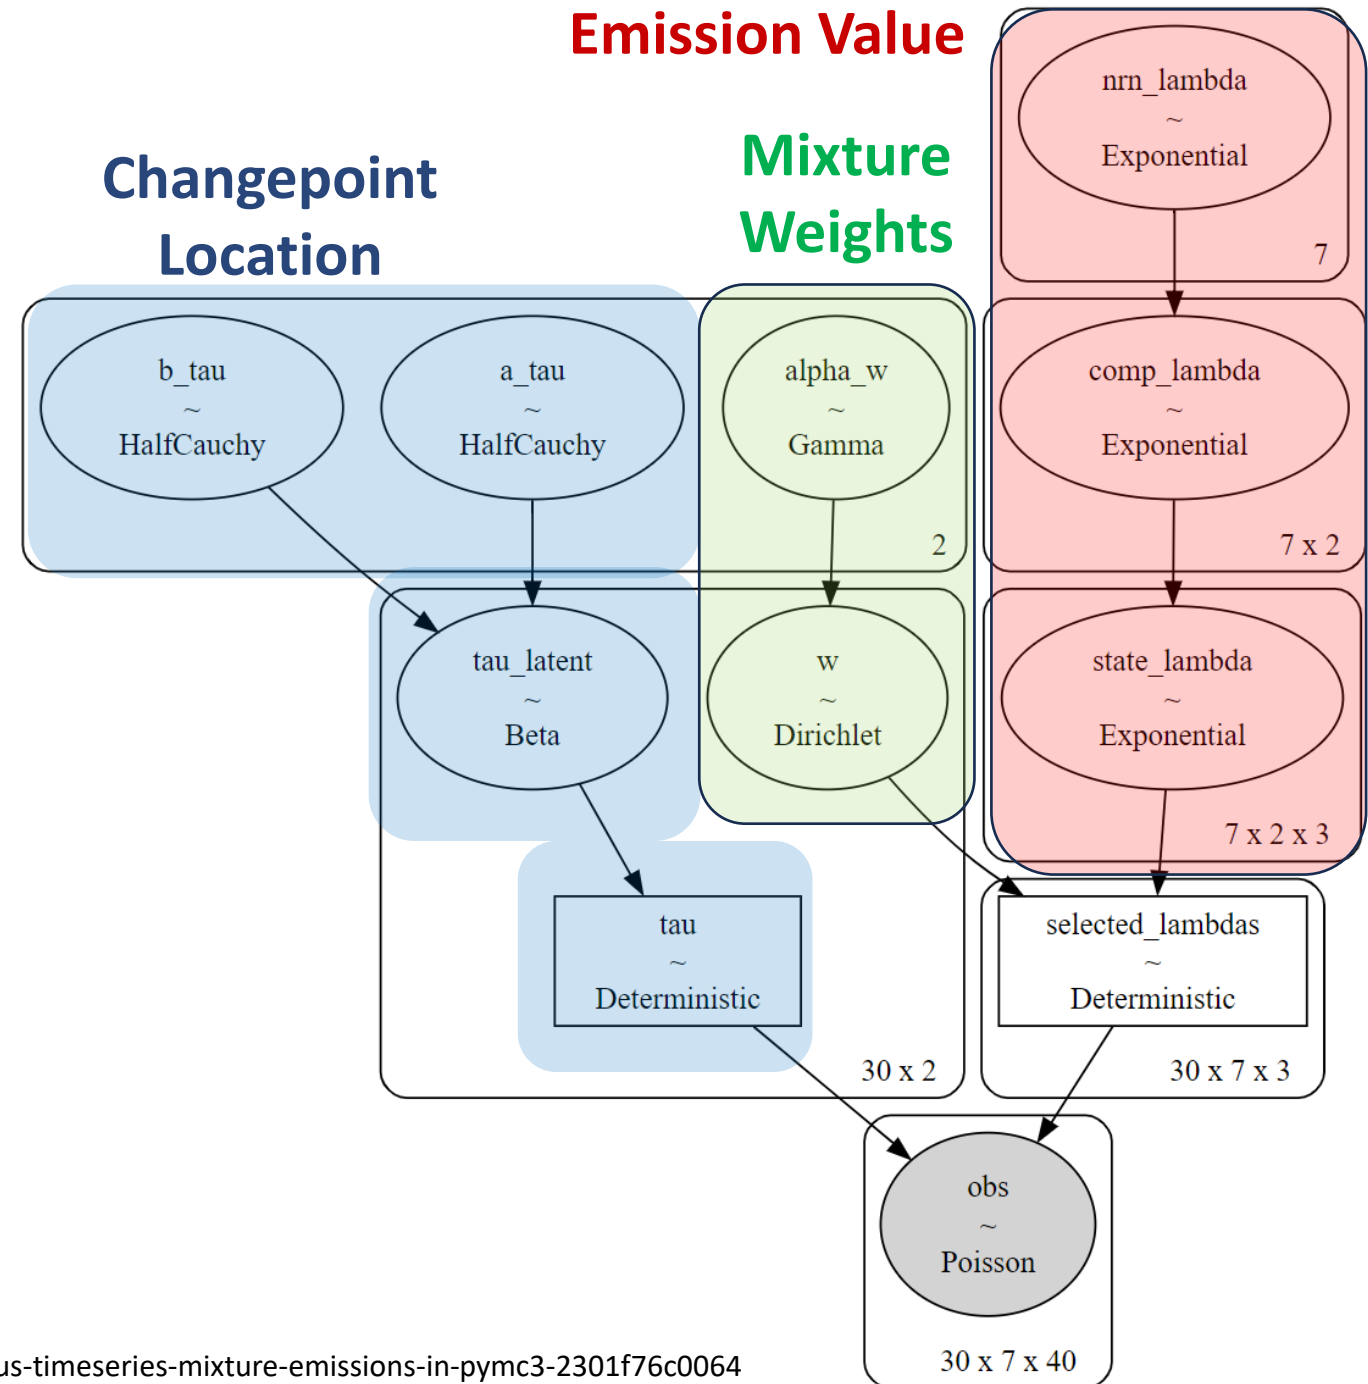 Emission Value
Mixture
Weights
Changepoint
Location
nrn_lambda
~
Exponential
7
b_tau
~
HalfCauchy
a_tau
~
HalfCauchy
alpha_w
~
Gamma
2
comp_lambda
~
Exponential
7 x 2
tau_latent
~
Beta
w
~
Dirichlet
state_lambda
~
Exponential
7 x 2 x 3
tau
~
Deterministic
30 x 2
selected_lambdas
~
Deterministic
30 x 7 x 3
obs
~
Poisson
30 x 7 x 40
us-timeseries-mixture-emissions-in-pymc3-2301f76c0064